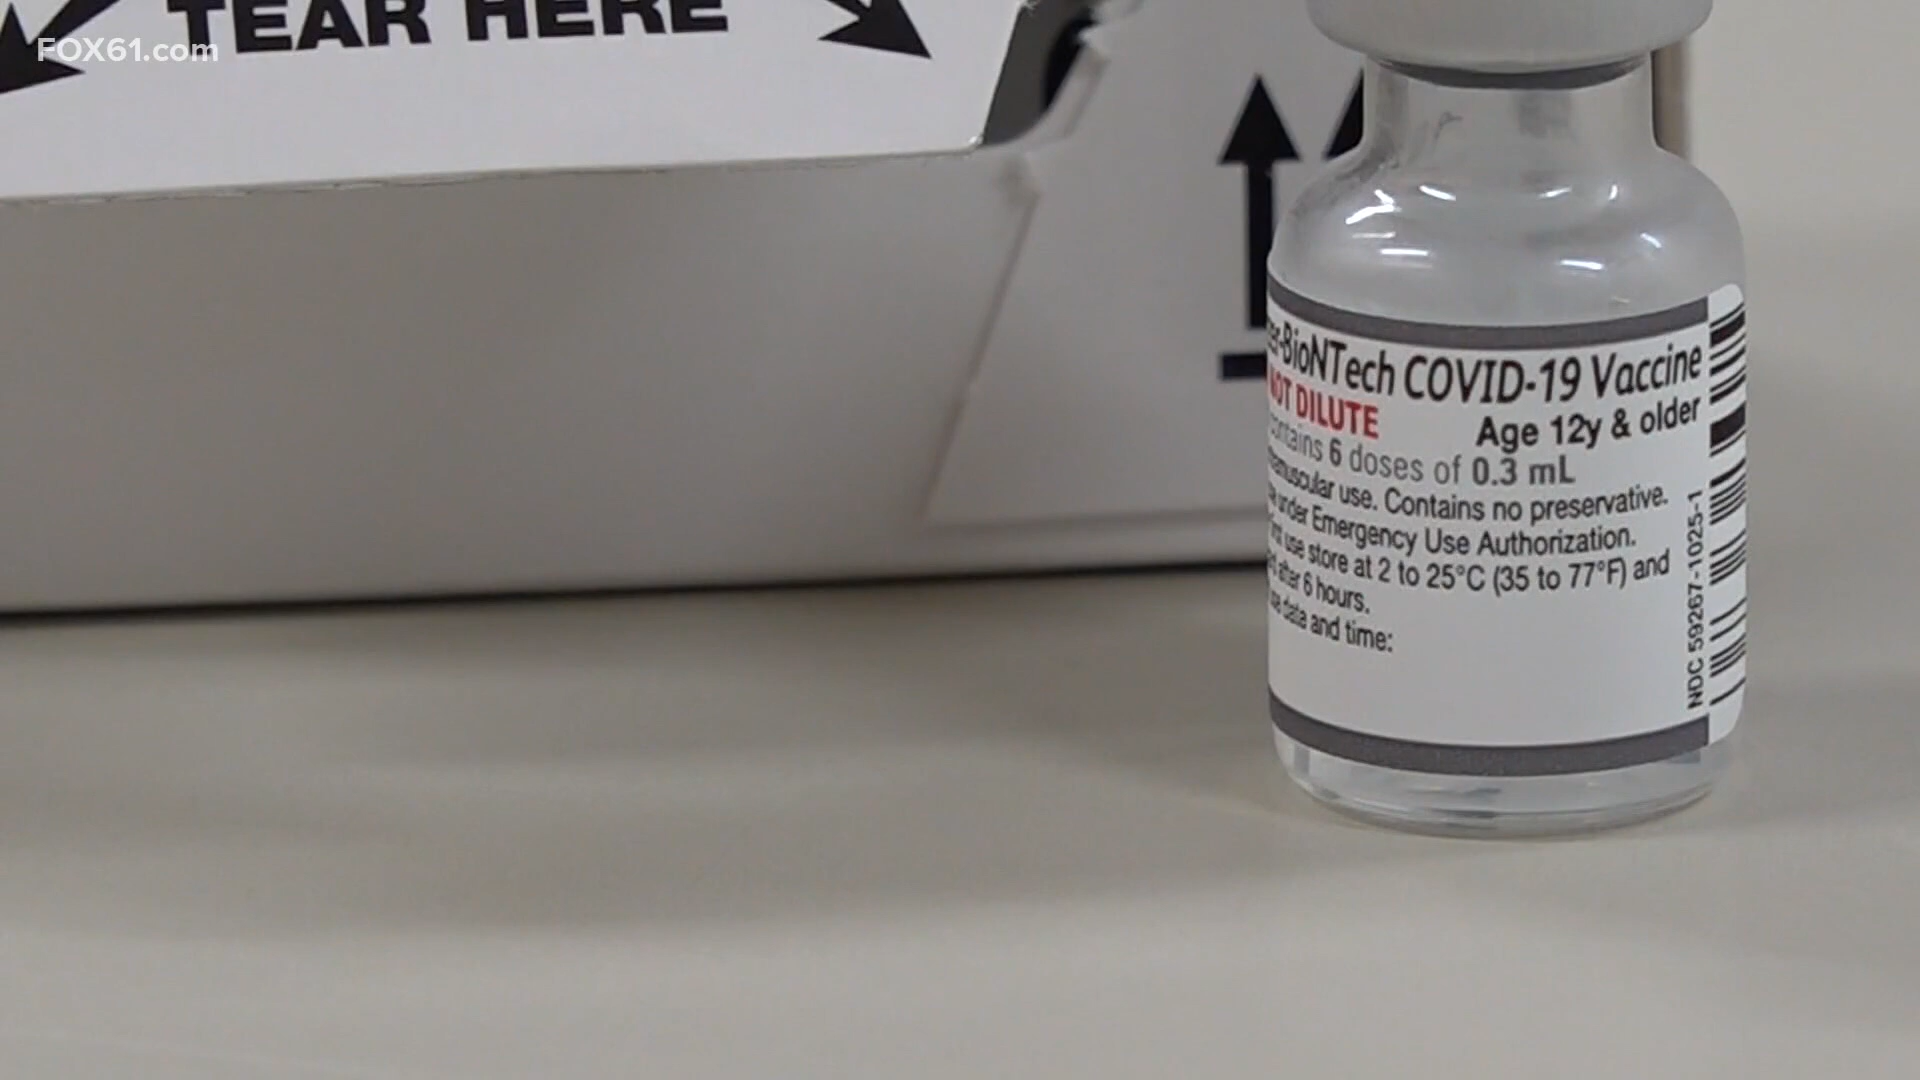 TEAR HERE
FOX61.com
er-BioNTech COVID-19 Vaccine
NOT DILUTE
Age 12y & older
contains 6 doses of 0.3 mL
use. Contains no preservative.
under Emergency Use Authorization.
use store at 2 to 25°C (35 to 77°F) and
after 6 hours.
date and time:
NDC 59267-1025-1